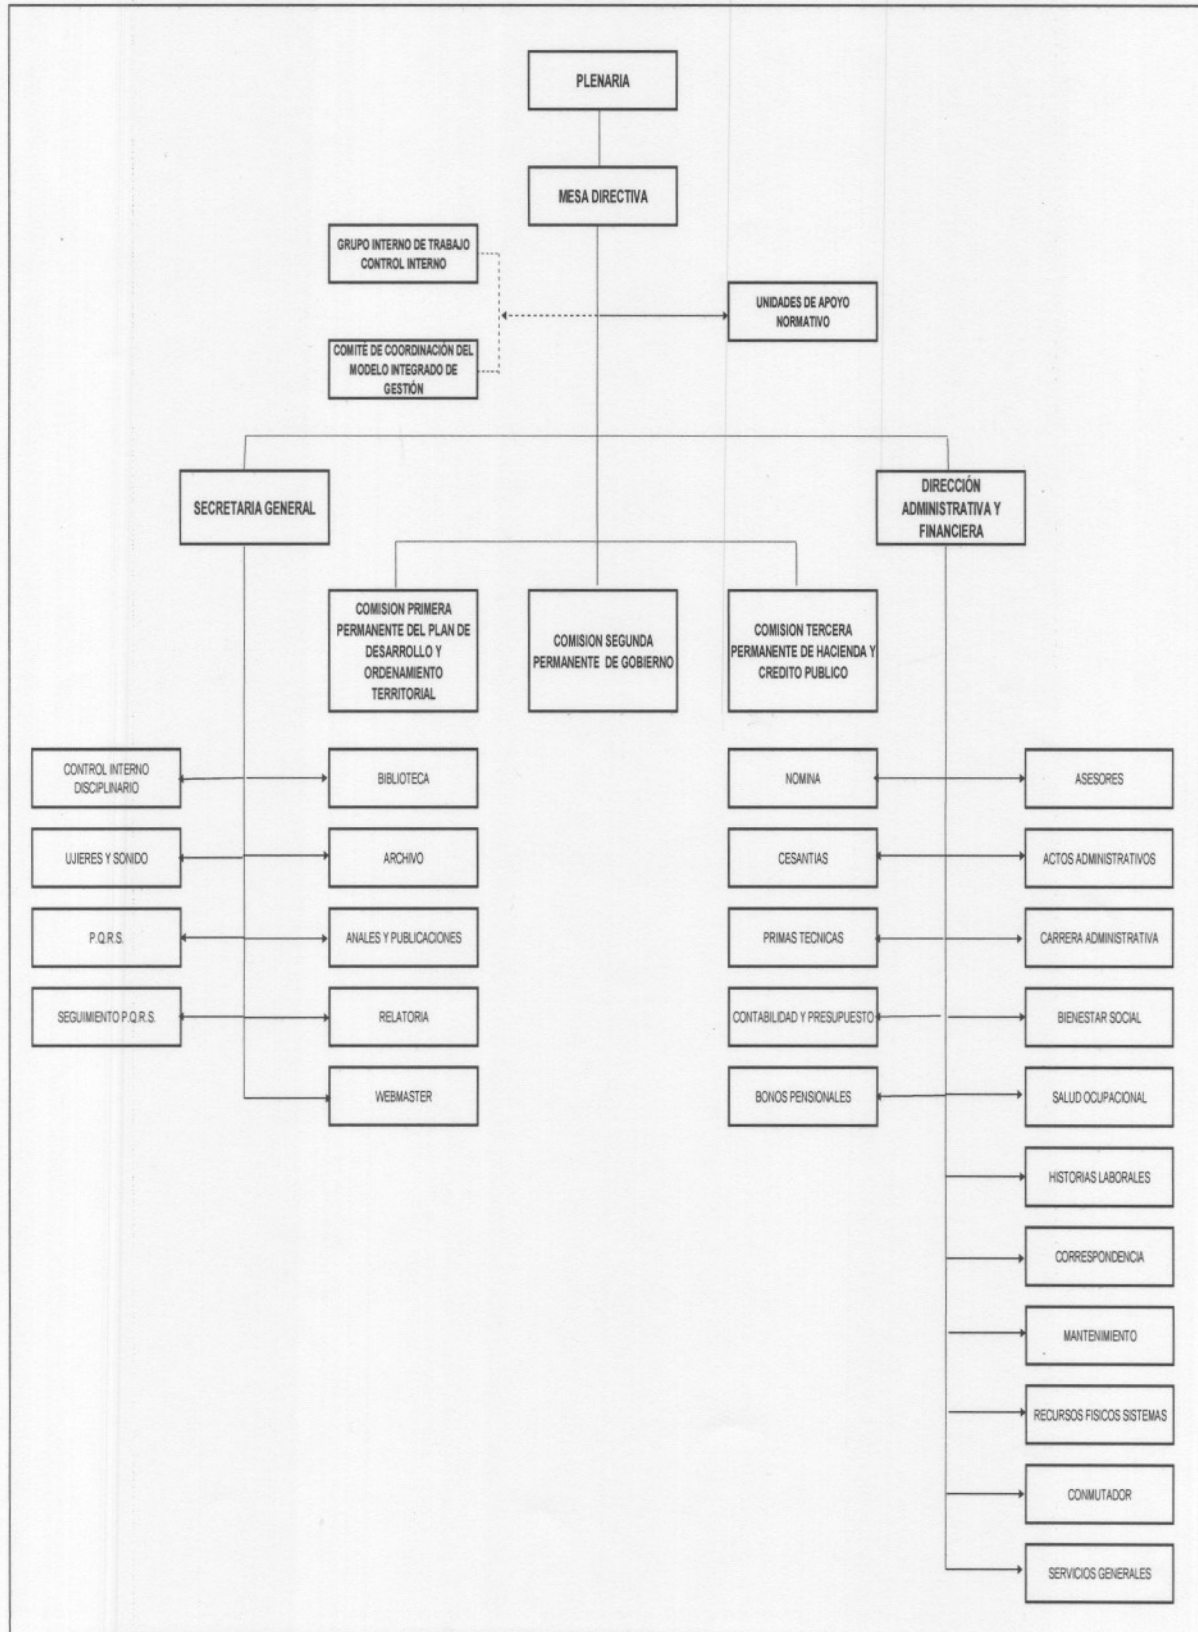 PLENARIA
MESA DIRECTIVA
GRUPO INTERNO DE TRABAJO
CONTROL INTERNO
UNIDADES DE APOYO
NORMATIVO
COMITÉ DE COORDINACIÓN DEL
MODELO INTEGRADO DE
GESTIÓN
SECRETARIA GENERAL
DIRECCIÓN
ADMINISTRATIVA Y
FINANCIERA
COMISION PRIMERA
PERMANENTE DEL PLAN DE
DESARROLLO Y
ORDENAMIENTO
TERRITORIAL
COMISION SEGUNDA
PERMANENTE DE GOBIERNO
COMISION TERCERA
PERMANENTE DE HACIENDA Y
CREDITO PUBLICO
CONTROL INTERNO
DISCIPLINARIO
BIBLIOTECA
NOMINA
ASESORES
UJIERES Y SONIDO
ARCHIVO
CESANTIAS
ACTOS ADMINISTRATIVOS
P.Q.R.S.
ANALES Y PUBLICACIONES
PRIMAS TECNICAS
CARRERA ADMINISTRATIVA
SEGUIMIENTO P.Q.R.S.
RELATORIA
CONTABILIDAD Y PRESUPUESTO
BIENESTAR SOCIAL
WEBMASTER
BONOS PENSIONALES
SALUD OCUPACIONAL
HISTORIAS LABORALES
CORRESPONDENCIA
MANTENIMIENTO
RECURSOS FISICOS SISTEMAS
CONMUTADOR
SERVICIOS GENERALES